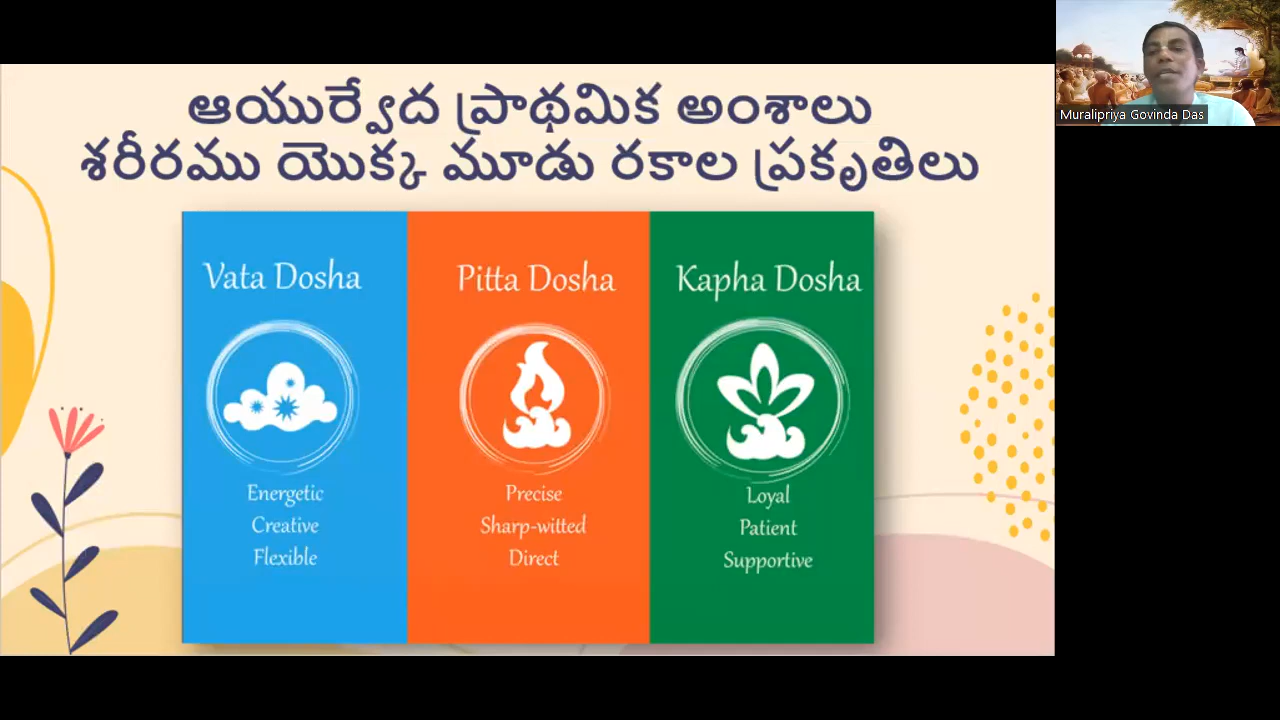 ఆయుర్వేద ప్రాథమిక అంశాలు
శరీరము యొక్క మూడు రకాల ప్రకృతిలు
Vata Dosha
Energetic
Creative
Flexible
Pitta Dosha
Precise
Sharp-witted
Direct
Kapha Dosha
Loyal
Patient
Supportive
Muralipriya Govinda Das